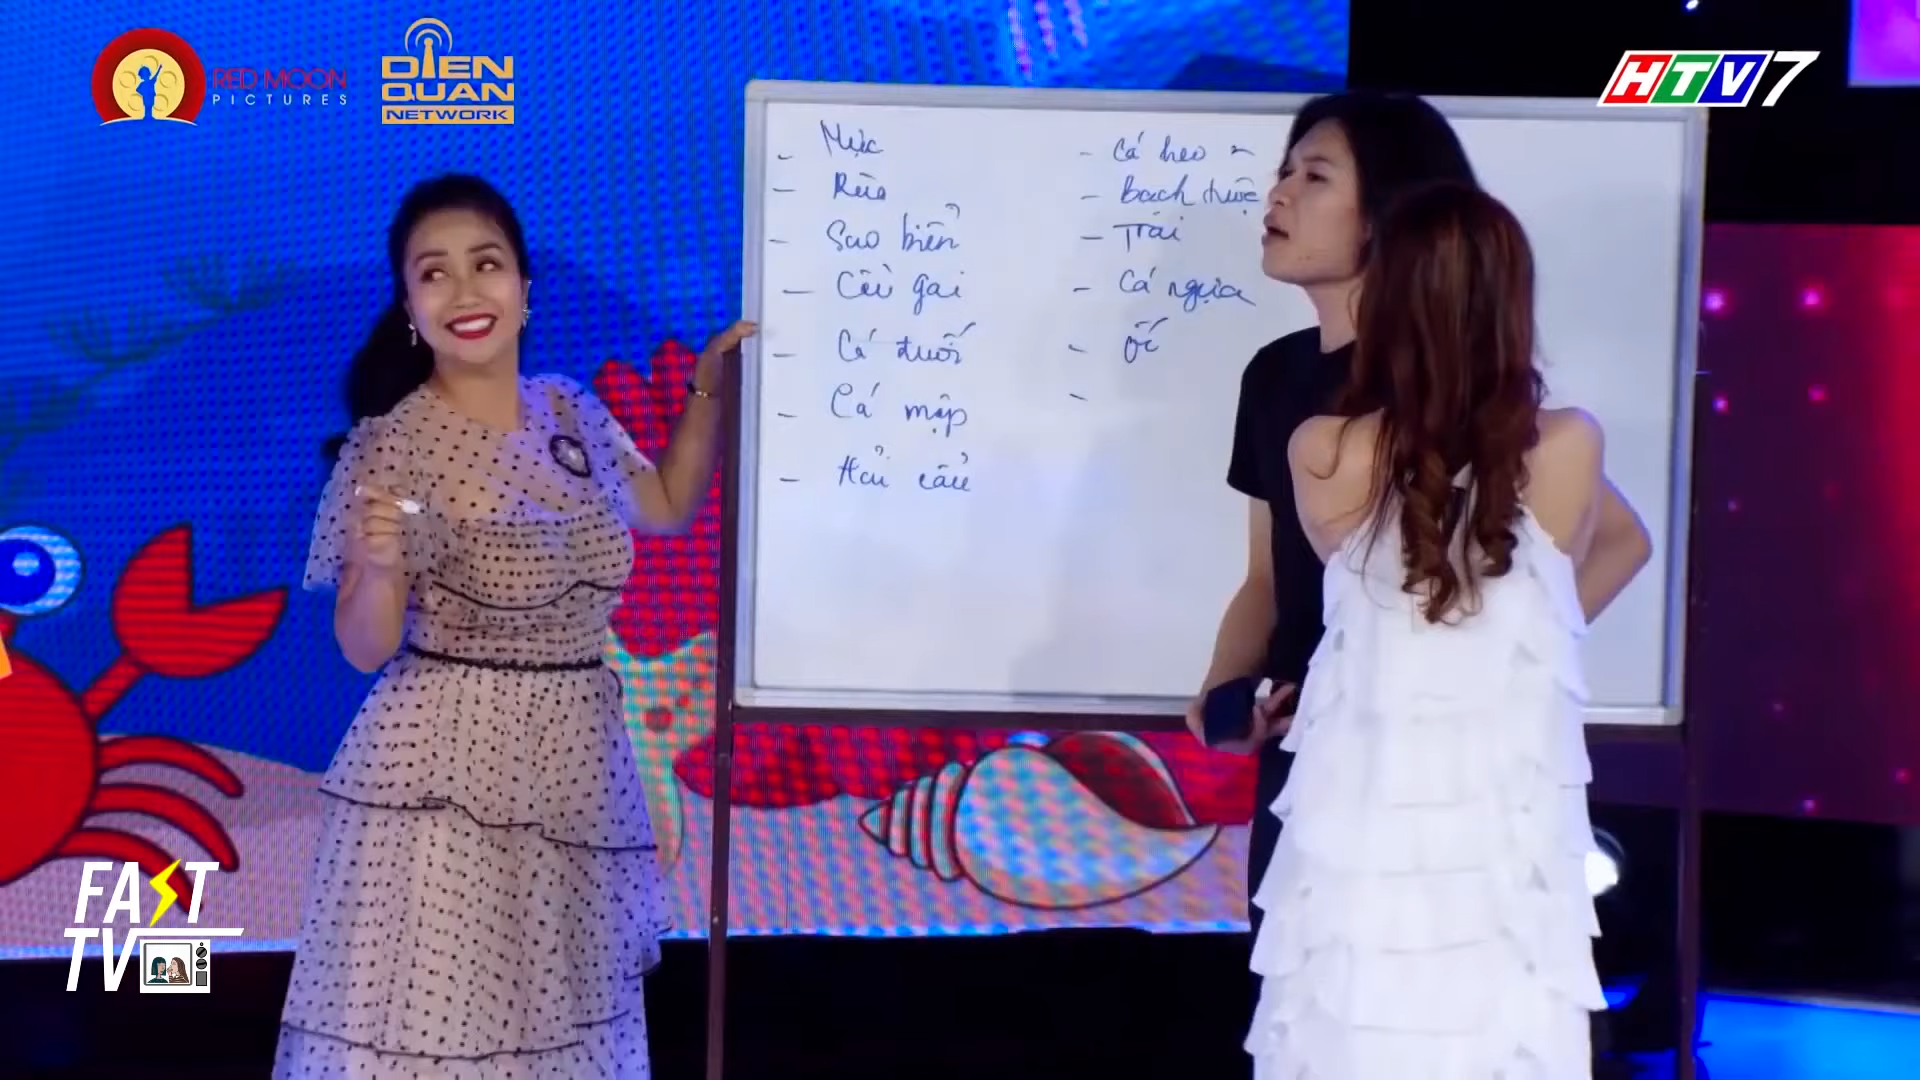 RED MOON
PICTURES
DIEN
QUAN
NETWORK
HTV7
- Mực
- Rùa
- Sao biển
- Cầu gai
- Cá đuối
- Cá mập
- Hải cẩu
- Cá heo
- Bạch tuộc
- Trai
- Cá ngựa
- ốc
-
FAST
TV